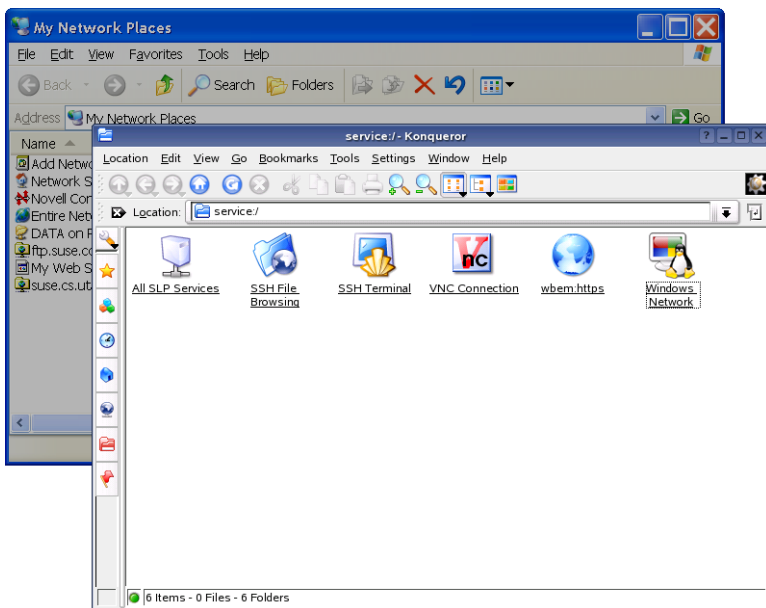 My Network Places
File Edit View Favorites Tools Help
Back Search Folders
Address My Network Places Go
Name
Add Netwo
Network S
Novell Con
Entire Net
DATA on F
ftp.suse.co
My Web S
suse.cs.ut
service:/ - Konqueror
Location Edit View Go Bookmarks Tools Settings Window Help
Location: service:/
All SLP Services
SSH File
Browsing
SSH Terminal
VNC Connection
wbem:https
Windows
Network
6 Items - 0 Files - 6 Folders